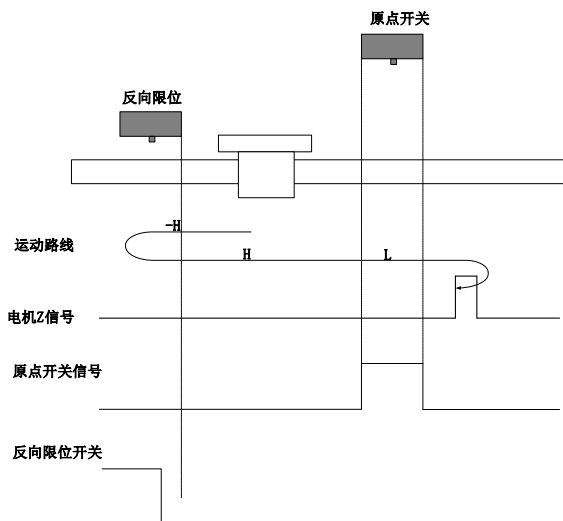 原点开关
反向限位
-H
运动路线
H
L
电机Z信号
原点开关信号
反向限位开关